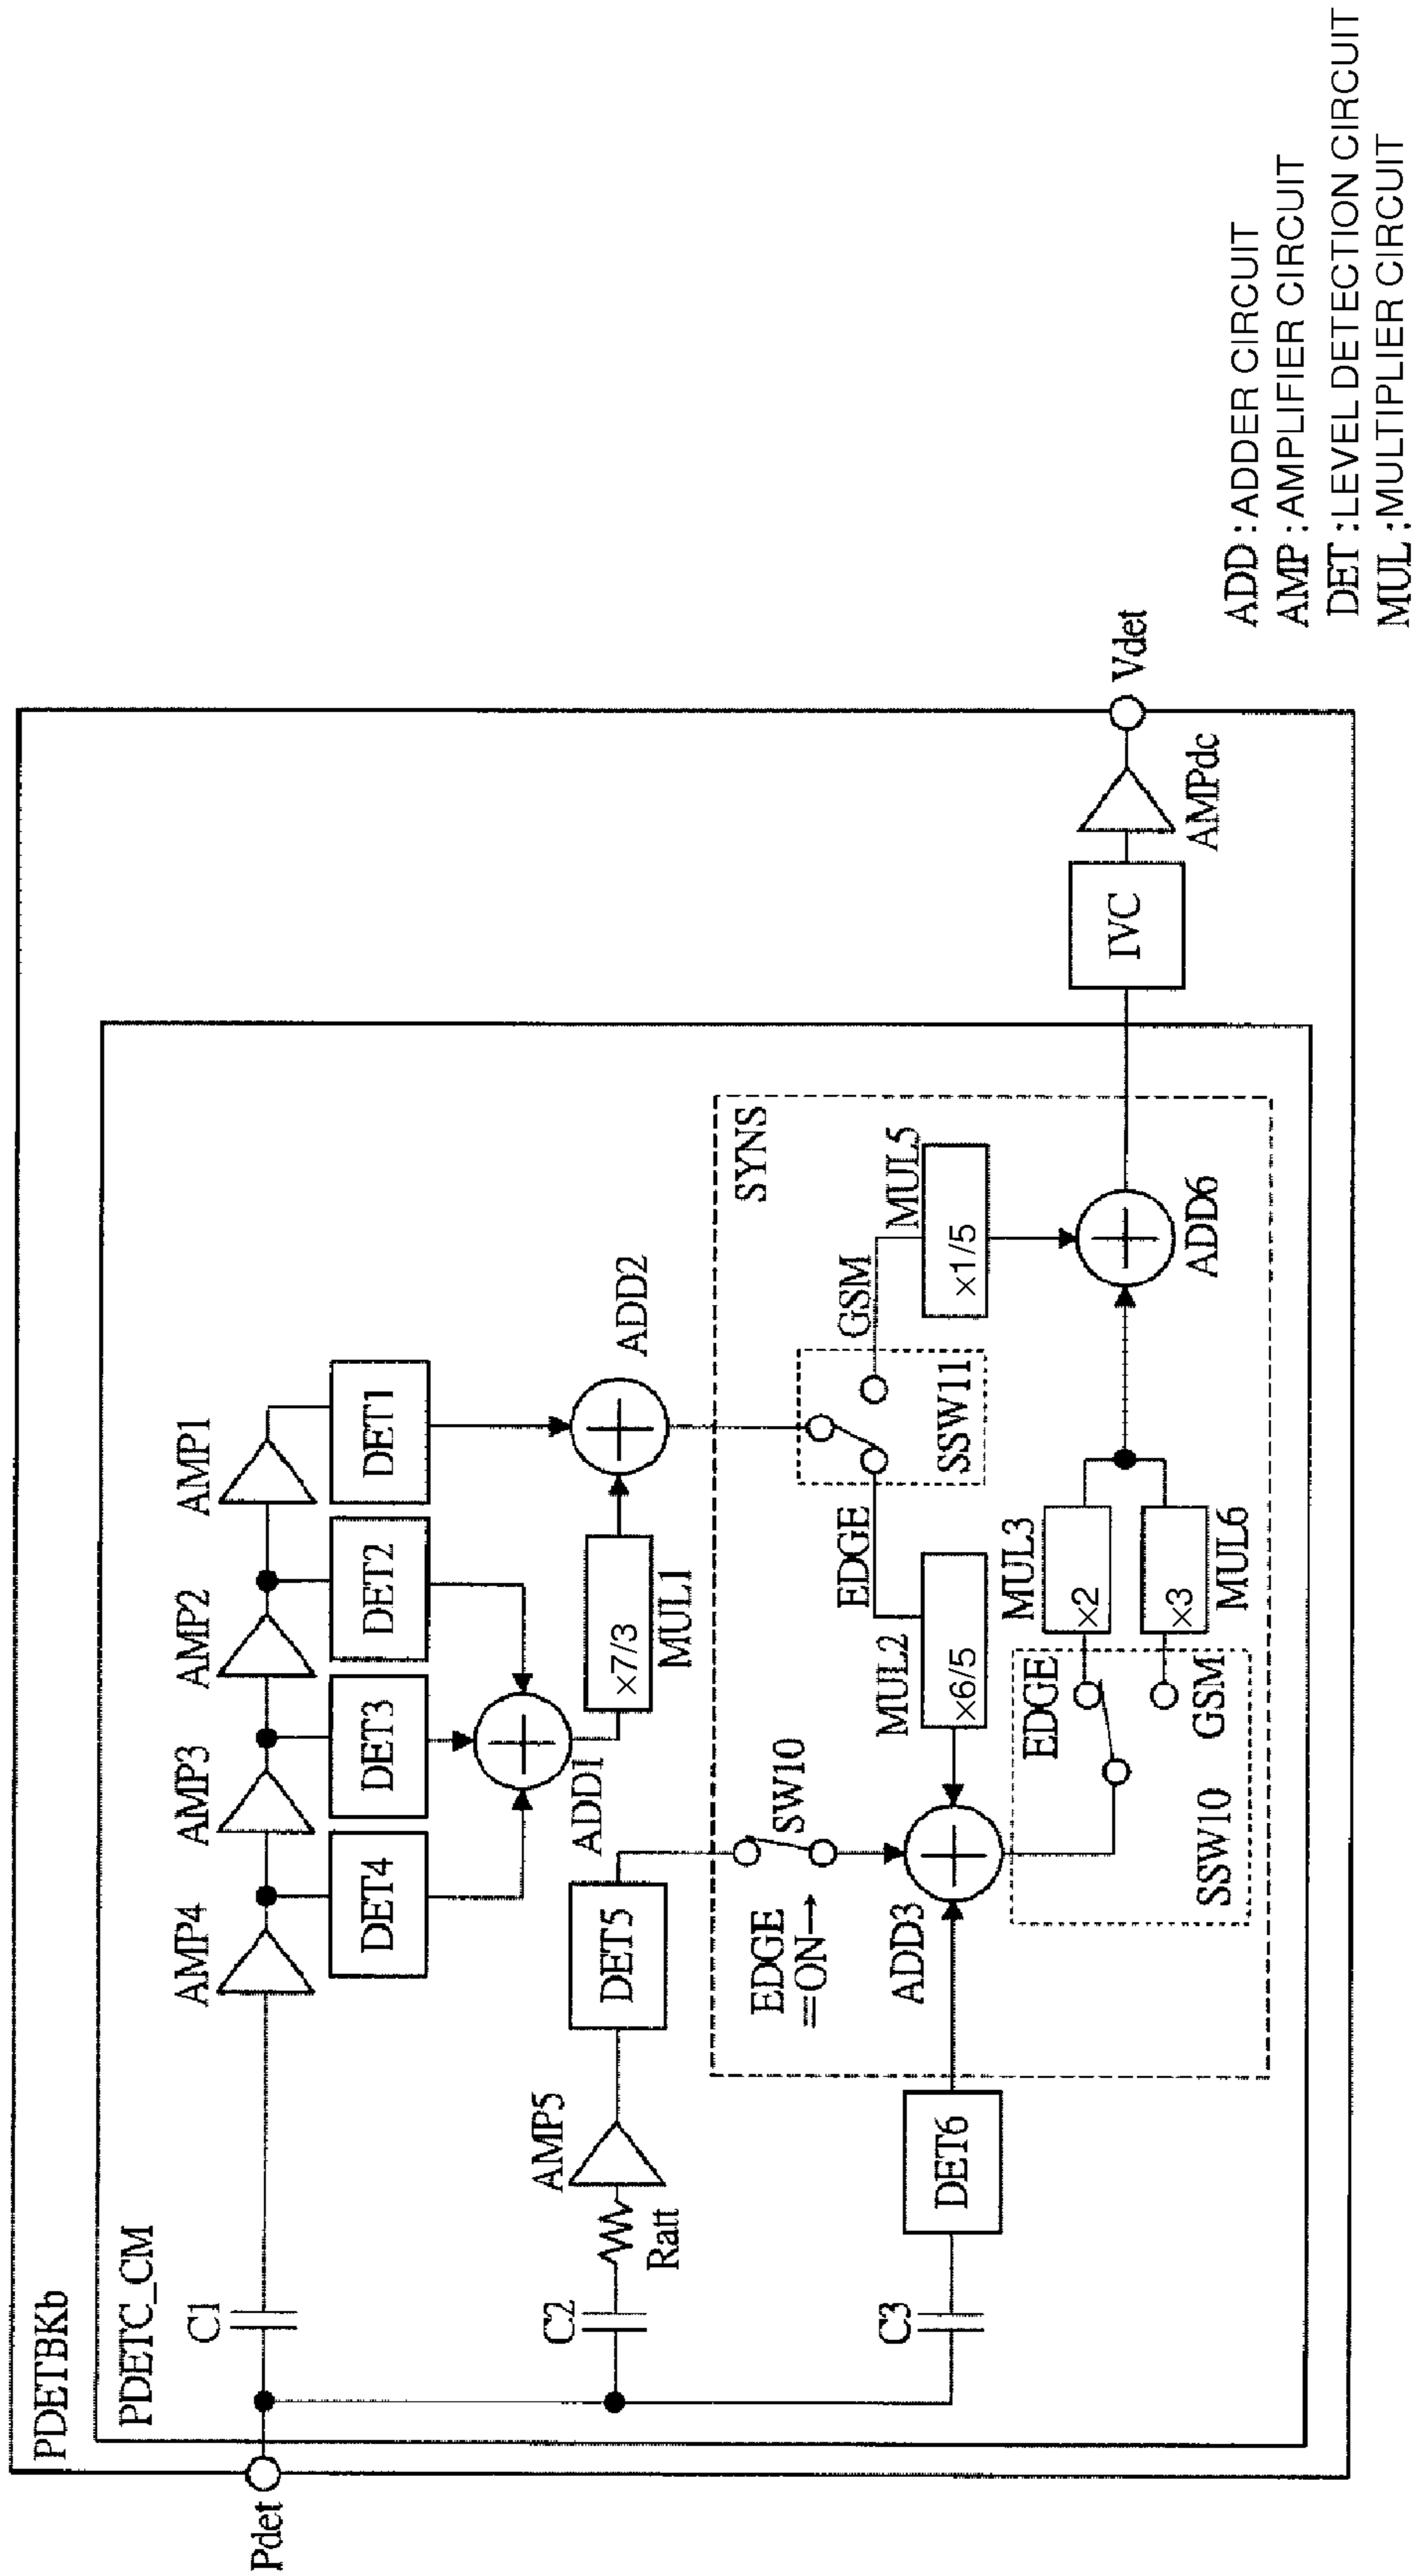 PDETBKb
PDETC_CM
Pdet
C1
AMP4
AMP3
AMP2
AMP1
DET4
DET3
DET2
DET1
ADD1
×7/3
MUL1
ADD2
C2
Ratt
AMP5
DET5
SYNS
EDGE
=ON→
SW10
EDGE
GSM
SSW11
MUL2
×6/5
MUL5
×1/5
C3
DET6
ADD3
EDGE
GSM
SSW10
MUL3
×2
×3
MUL6
ADD6
IVC
AMPdc
Vdet
ADD : ADDER CIRCUIT
AMP : AMPLIFIER CIRCUIT
DET : LEVEL DETECTION CIRCUIT
MUL : MULTIPLIER CIRCUIT